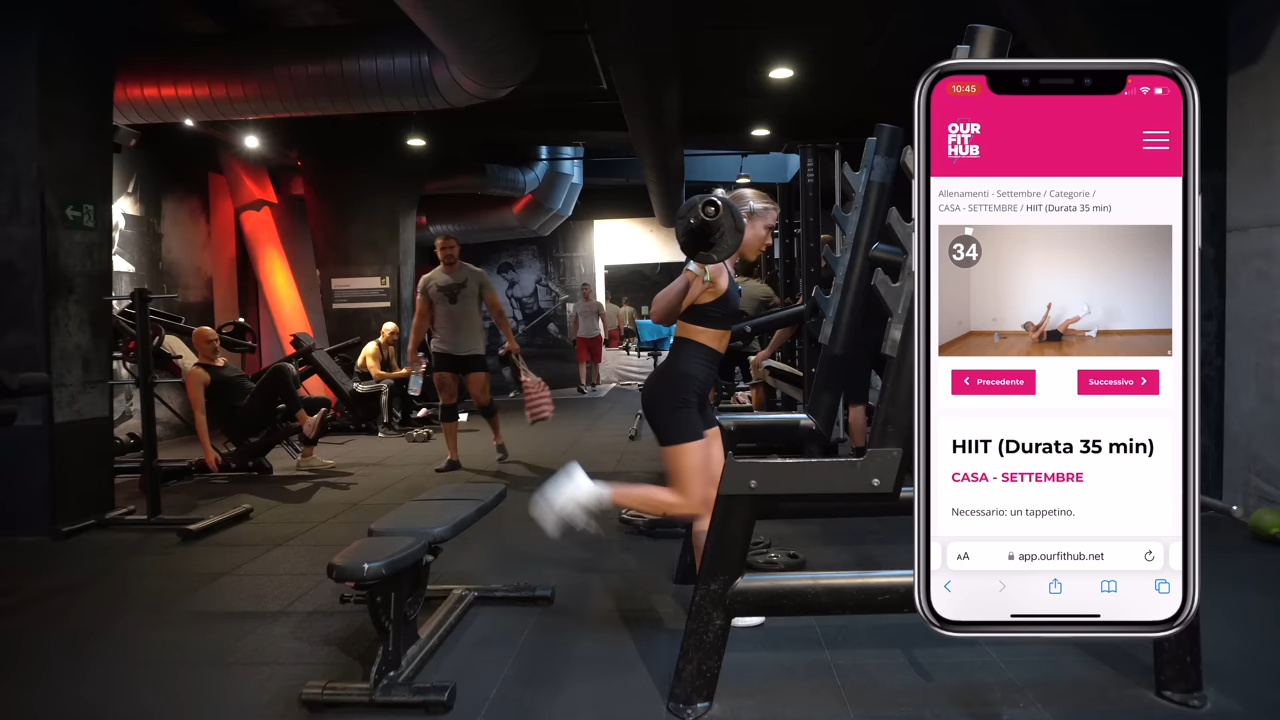 10:45
OUR
FIT
HUB
Allenamenti - Settembre / Categorie /
CASA - SETTEMBRE / HIIT (Durata 35 min)
34
Precedente
Successivo
HIIT (Durata 35 min)
CASA - SETTEMBRE
Necessario: un tappetino.
AA
app.ourfithub.net